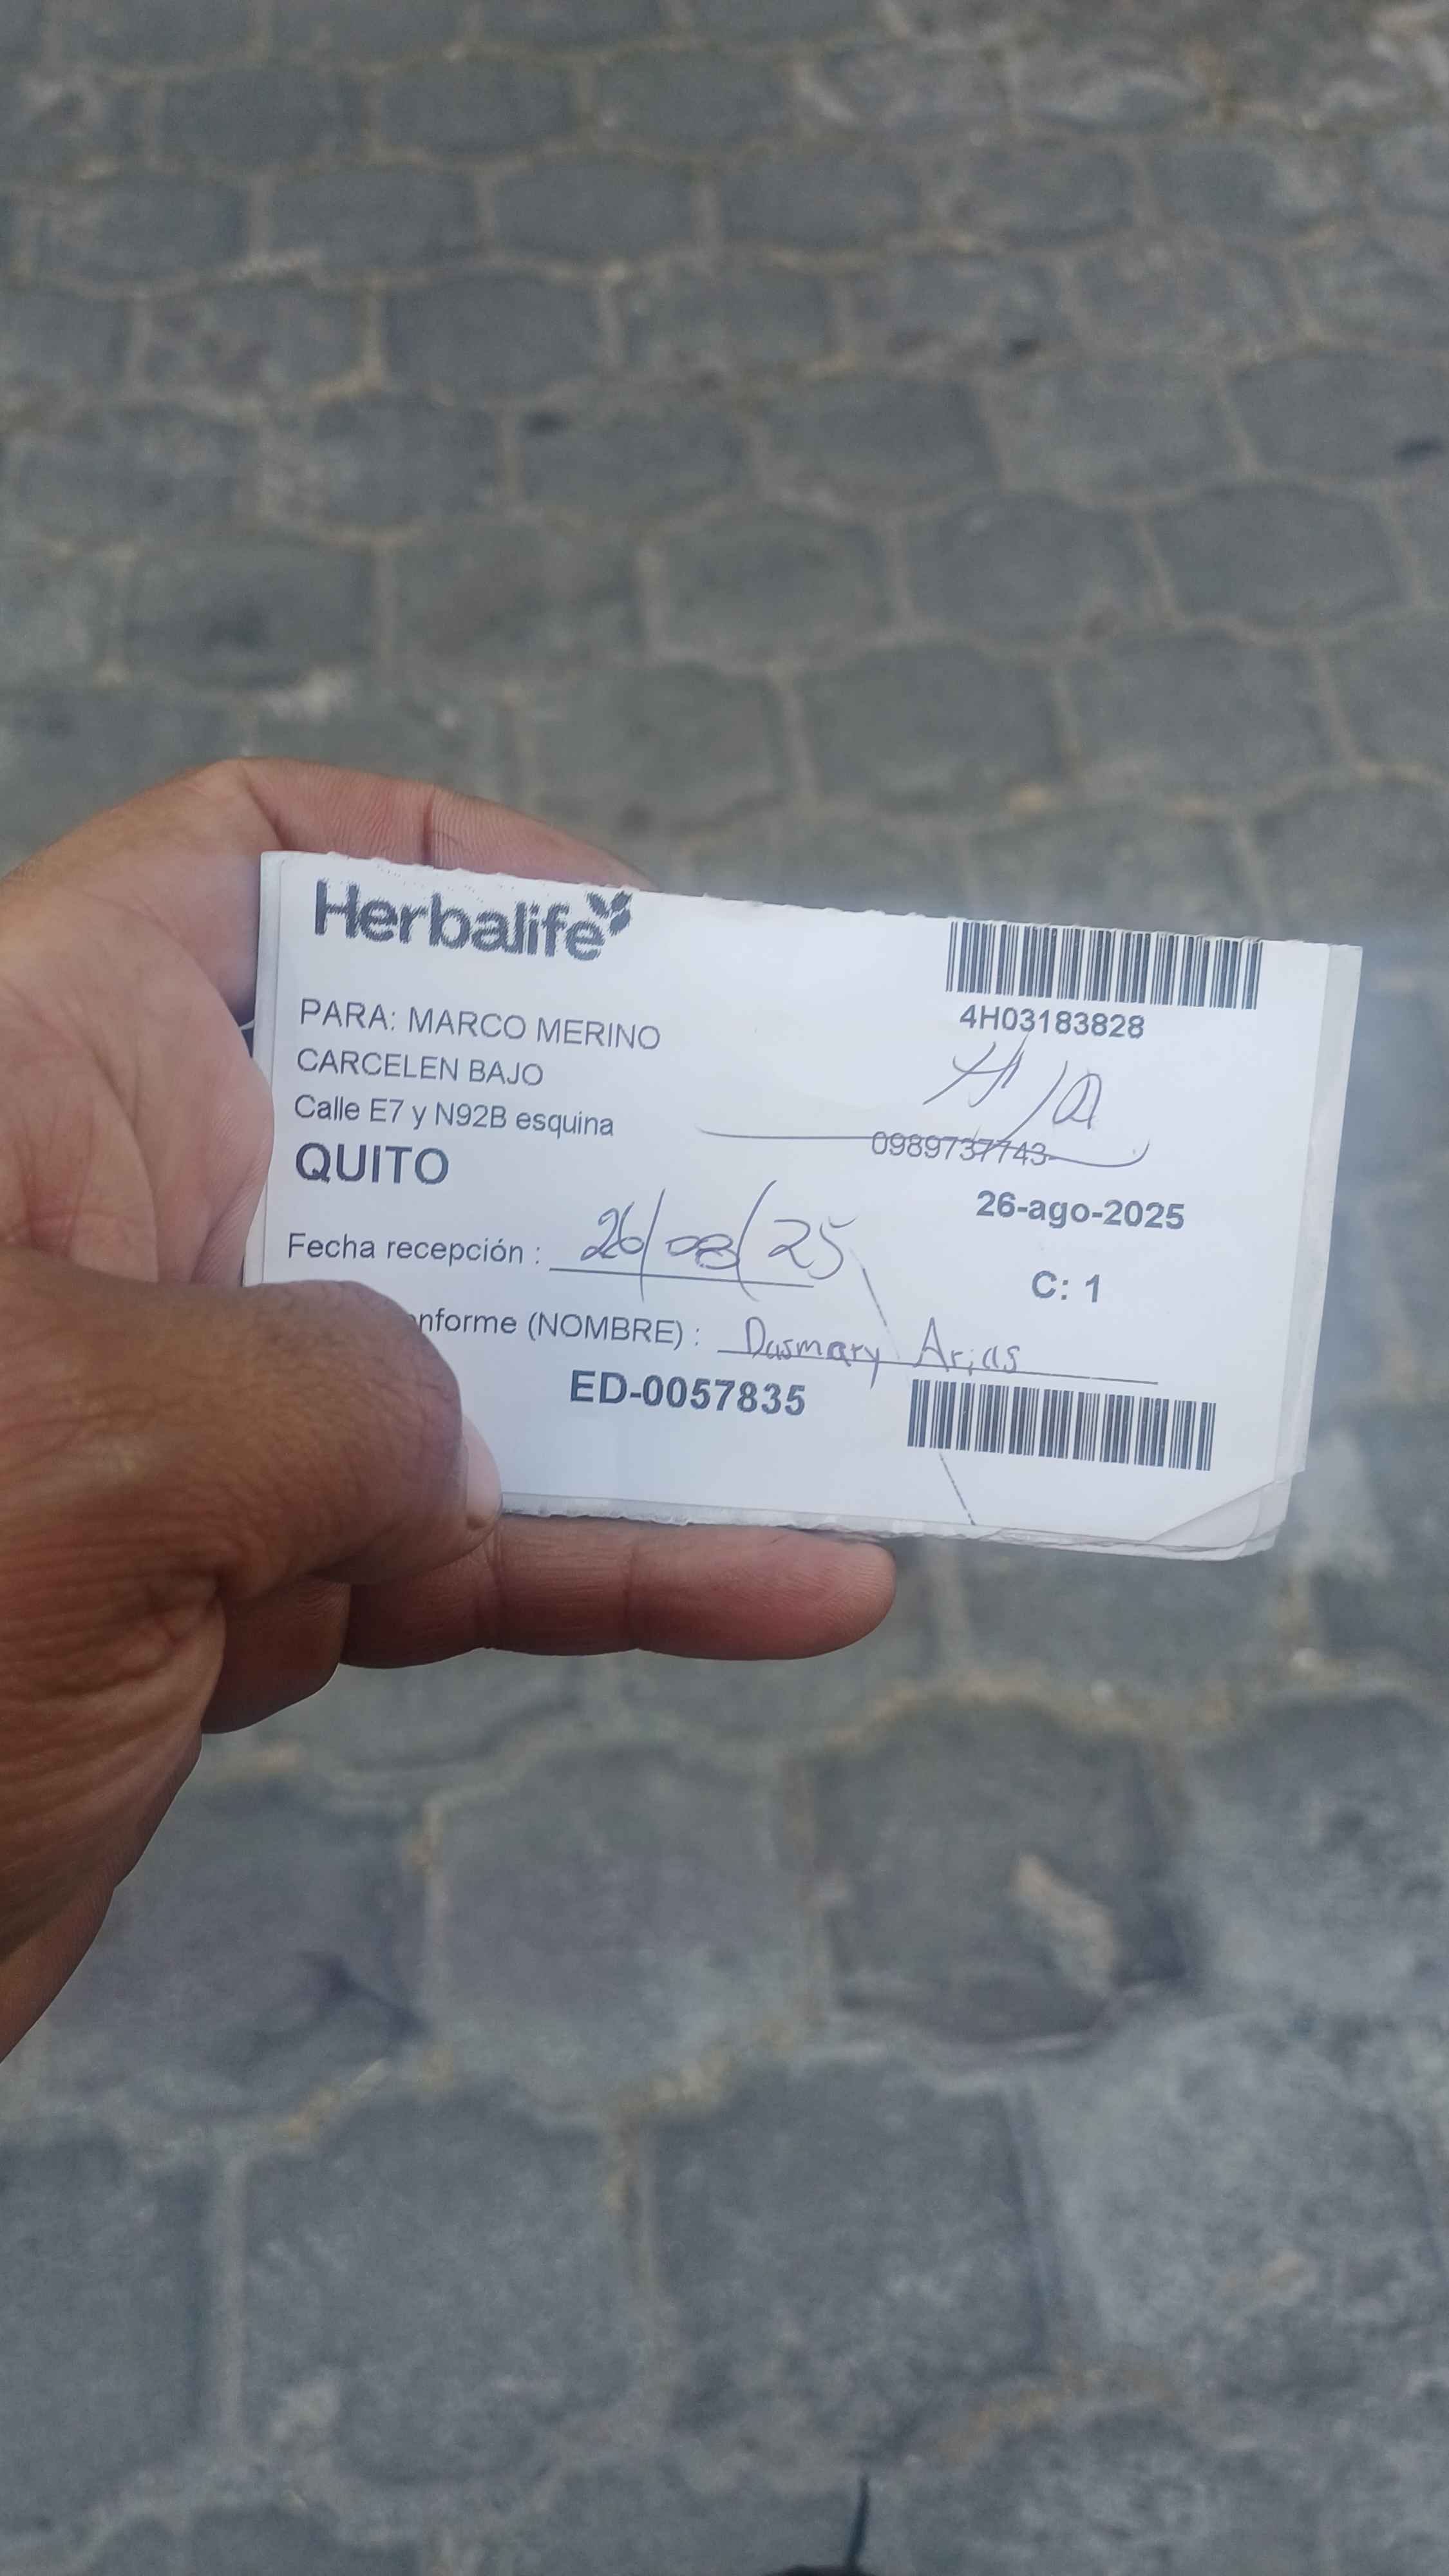 Herbalife
4H03183828
PARA: MARCO MERINO
CARCELEN BAJO
Calle E7 y N92B esquina
0989737743
QUITO
26-ago-2025
Fecha recepción : 26/08/25
C: 1
nforme (NOMBRE) : Dasmary Arias
ED-0057835